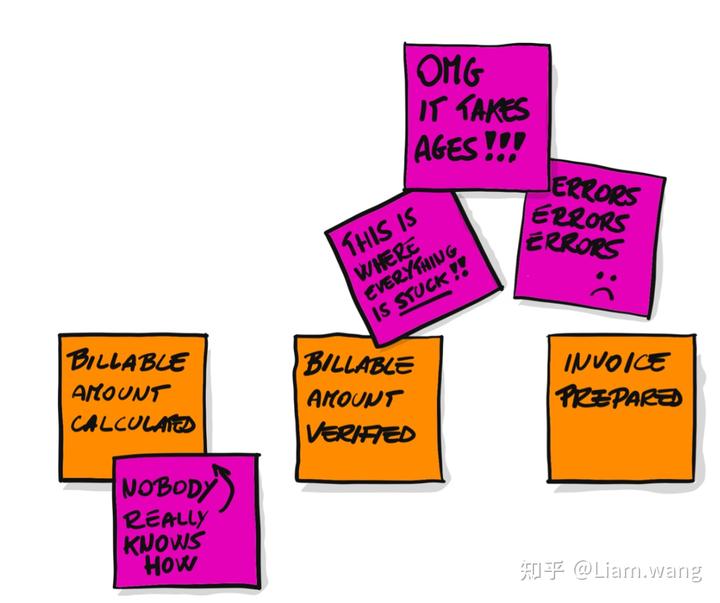 OMG
IT TAKES
AGES!!!
ERRORS
ERRORS
ERRORS
THIS IS
WHERE
EVERYTHING
IS STUCK!!
BILLABLE
AMOUNT
CALCULATED
BILLABLE
AMOUNT
VERIFIED
INVOICE
PREPARED
NOBODY
REALLY
KNOWS
HOW
知乎 @Liam.wang